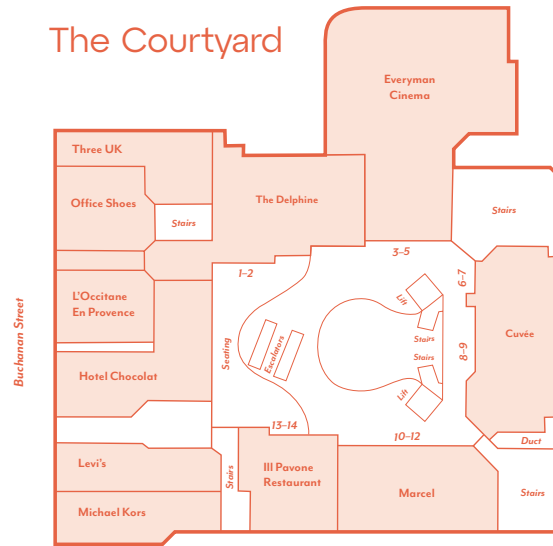 The Courtyard
Everyman
Cinema
Three UK
Office Shoes
Stairs
The Delphine
Stairs
1–2
3–5
6–7
L'Occitane
En Provence
Lift
Buchanan Street
Seating
Escalators
Stairs
Stairs
8–9
Cuvée
Hotel Chocolat
Lift
13–14
10–12
Duct
Levi's
Stairs
III Pavone
Restaurant
Marcel
Stairs
Michael Kors